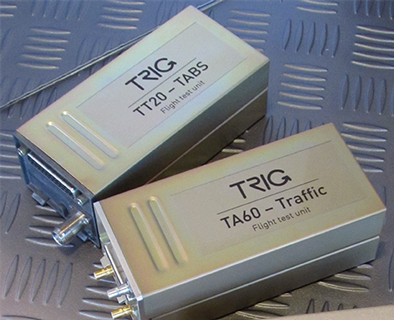 TRIG
TT20 - TABS
Flight test unit
TRIG
TA60 - Traffic
Flight test unit